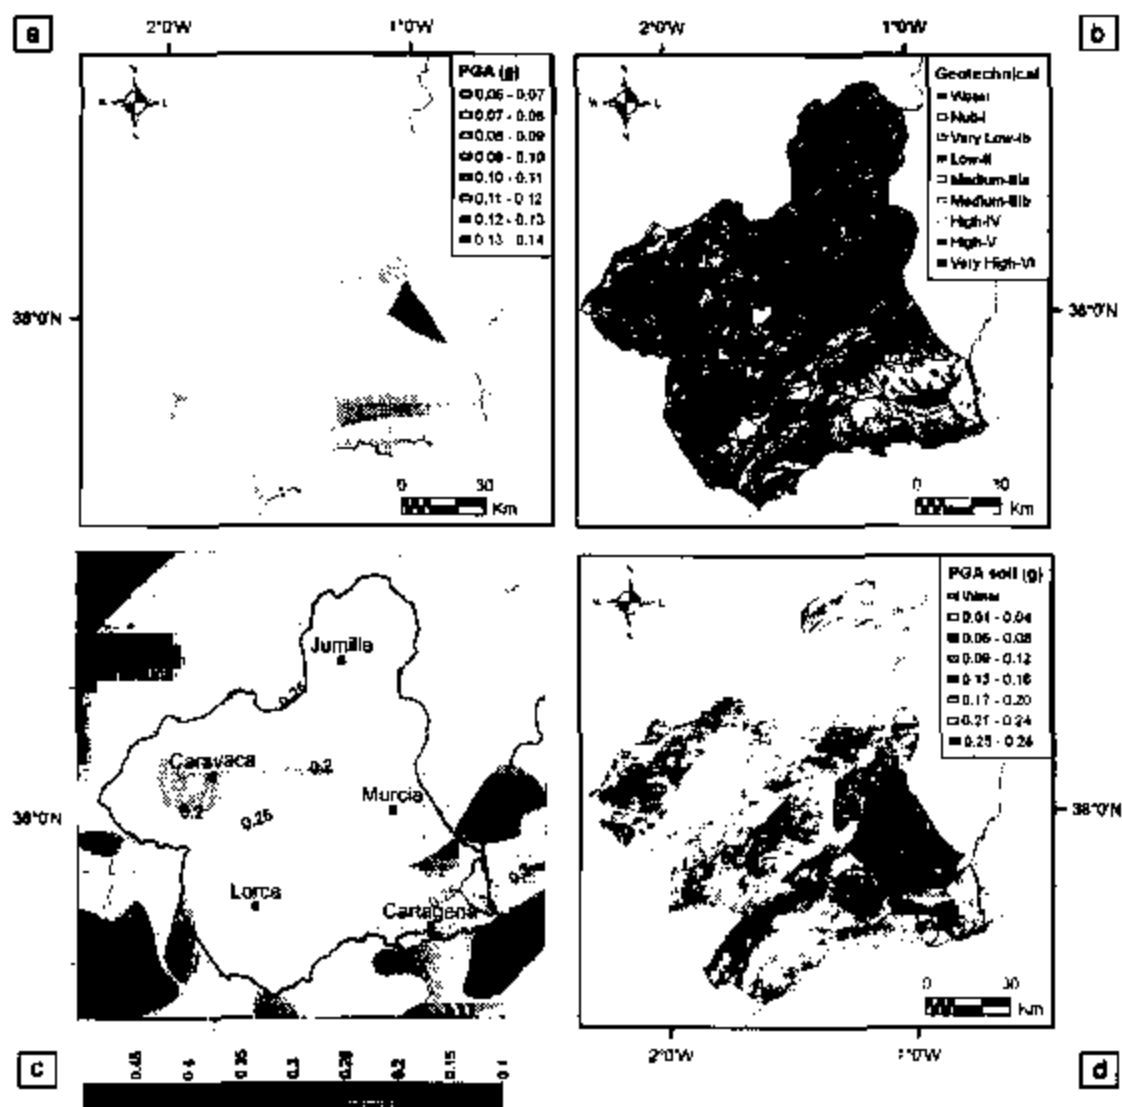 a
2°0'W
1°0'W
PGA (g)
0.06 - 0.07
0.07 - 0.08
0.08 - 0.09
0.09 - 0.10
0.10 - 0.11
0.11 - 0.12
0.12 - 0.13
0.13 - 0.14
38°0'N
0
30
Km
2°0'W
1°0'W
b
Geotechnical
Water
Null-I
Very Low-Ib
Low-II
Medium-IIIa
Medium-IIIb
High-IV
High-V
Very High-VI
38°0'N
0
30
Km
Jumilla
0.25
Caravaca
0.2
0.2
Murcia
38°0'N
0.25
Lorca
Cartagena
c
0.45
0.4
0.35
0.3
0.2
0.15
PGA soil (g)
Water
0.01 - 0.04
0.05 - 0.08
0.09 - 0.12
0.13 - 0.16
0.17 - 0.20
0.21 - 0.24
0.25 - 0.28
38°0'N
0
30
Km
2°0'W
1°0'W
d